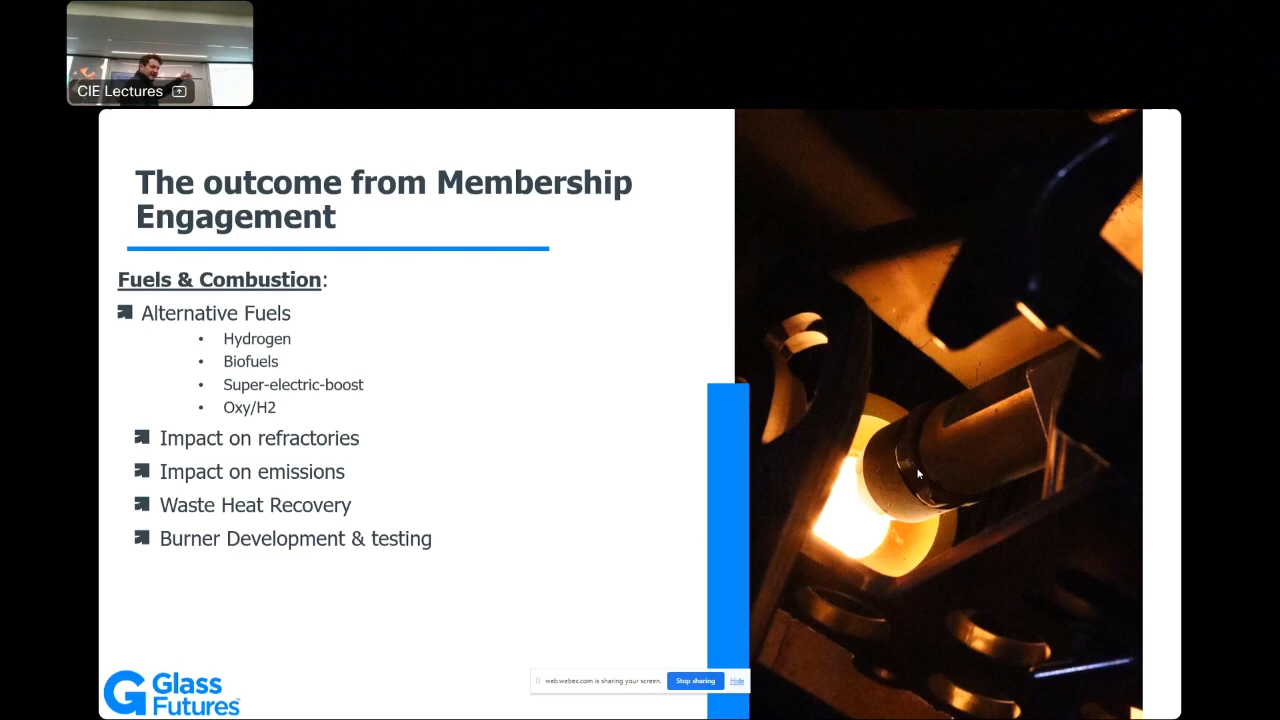 CIE Lectures
The outcome from Membership
Engagement
Fuels & Combustion:
Alternative Fuels
• Hydrogen
• Biofuels
• Super-electric-boost
• Oxy/H2
Impact on refractories
Impact on emissions
Waste Heat Recovery
Burner Development & testing
Glass
Futures
web.webex.com is sharing your screen. Stop sharing Hide